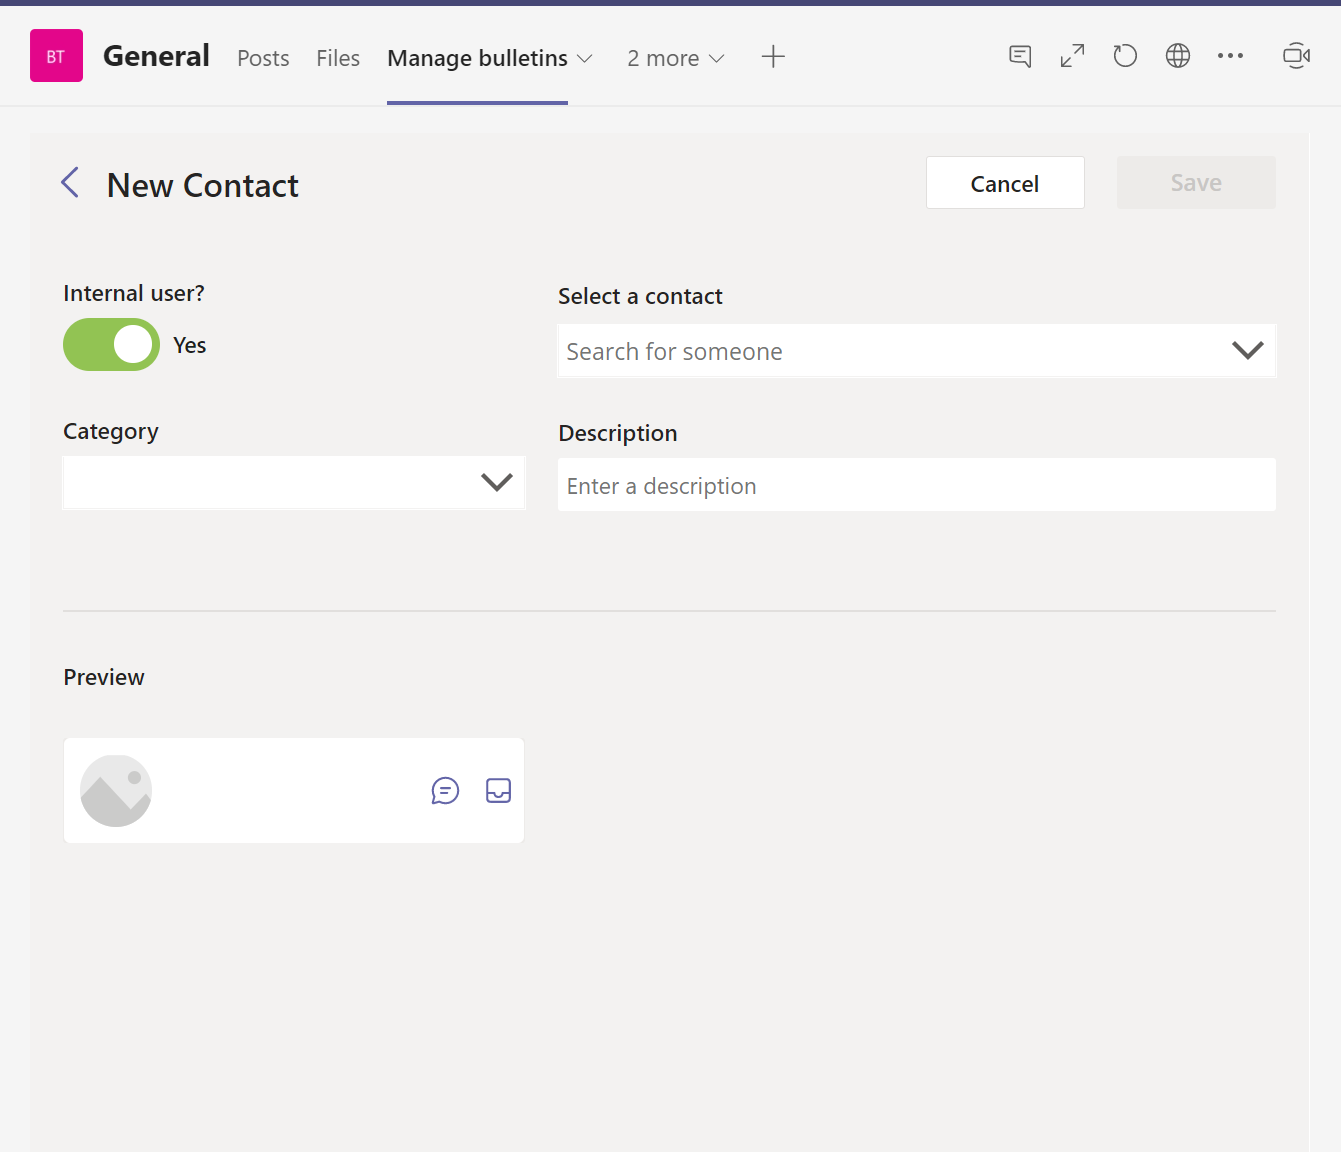 BT General Posts Files Manage bulletins 2 more
New Contact Cancel Save
Internal user? Select a contact
Yes Search for someone
Category Description
Enter a description
Preview